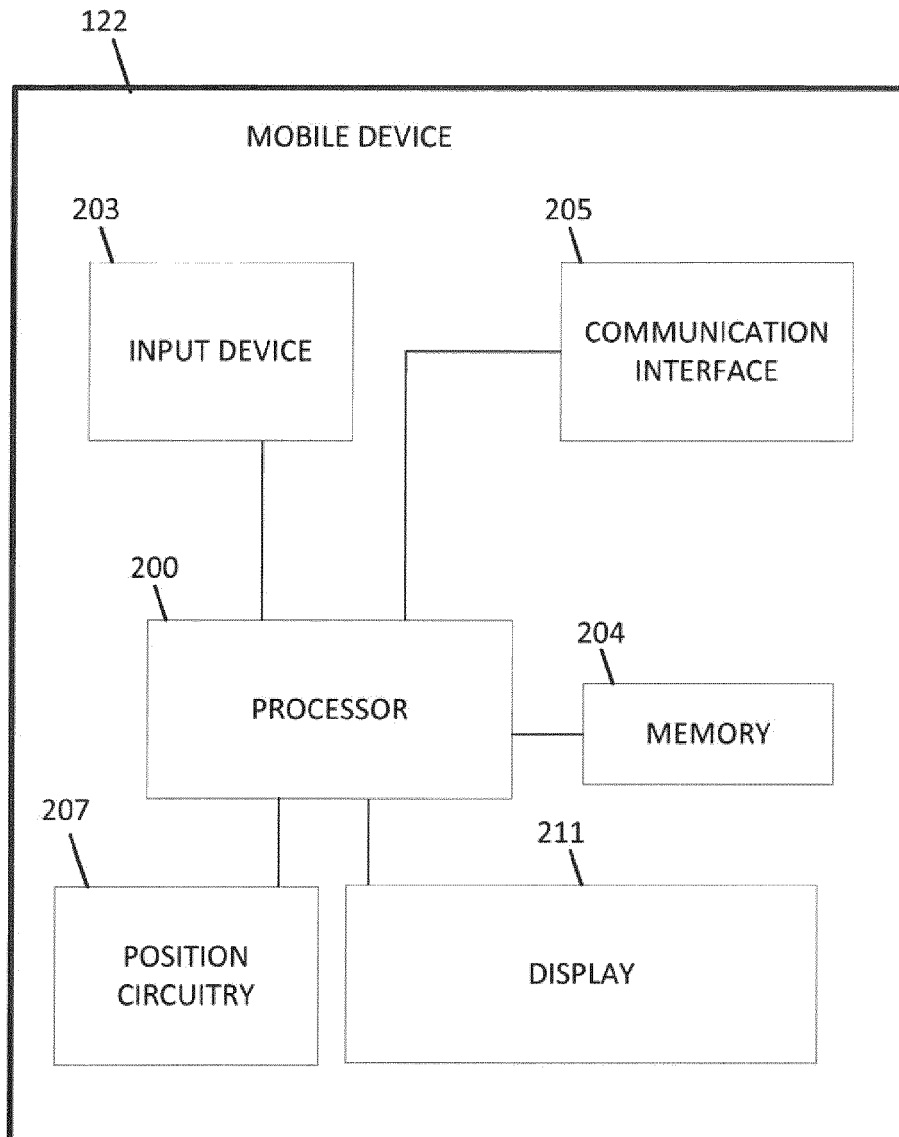 122
MOBILE DEVICE
203
205
INPUT DEVICE
COMMUNICATION
INTERFACE
200
204
PROCESSOR
MEMORY
207
211
POSITION
CIRCUITRY
DISPLAY